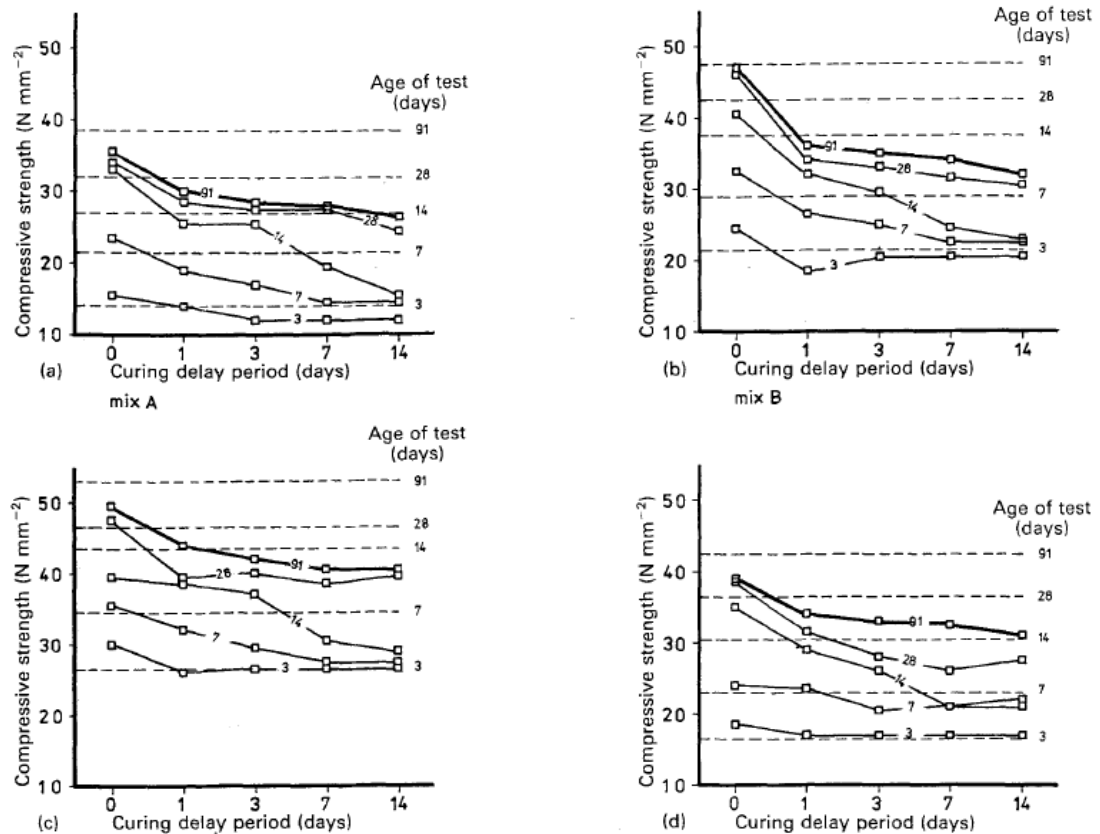 Age of test
(days)
Compressive strength (N mm⁻²)
50
40
30
20
10
91
28
14
7
3
91
28
14
7
3
0 1 3 7 14
(a) Curing delay period (days)
mix A
Age of test
(days)
Compressive strength (N mm⁻²)
50
40
30
20
10
91
28
14
7
3
91
28
14
7
3
0 1 3 7 14
(b) Curing delay period (days)
mix B
Age of test
(days)
Compressive strength (N mm⁻²)
50
40
30
20
10
91
28
14
7
3
91
28
14
7
3
0 1 3 7 14
(c) Curing delay period (days)
Age of test
(days)
Compressive strength (N mm⁻²)
50
40
30
20
10
91
28
14
7
3
91
28
14
7
3
0 1 3 7 14
(d) Curing delay period (days)